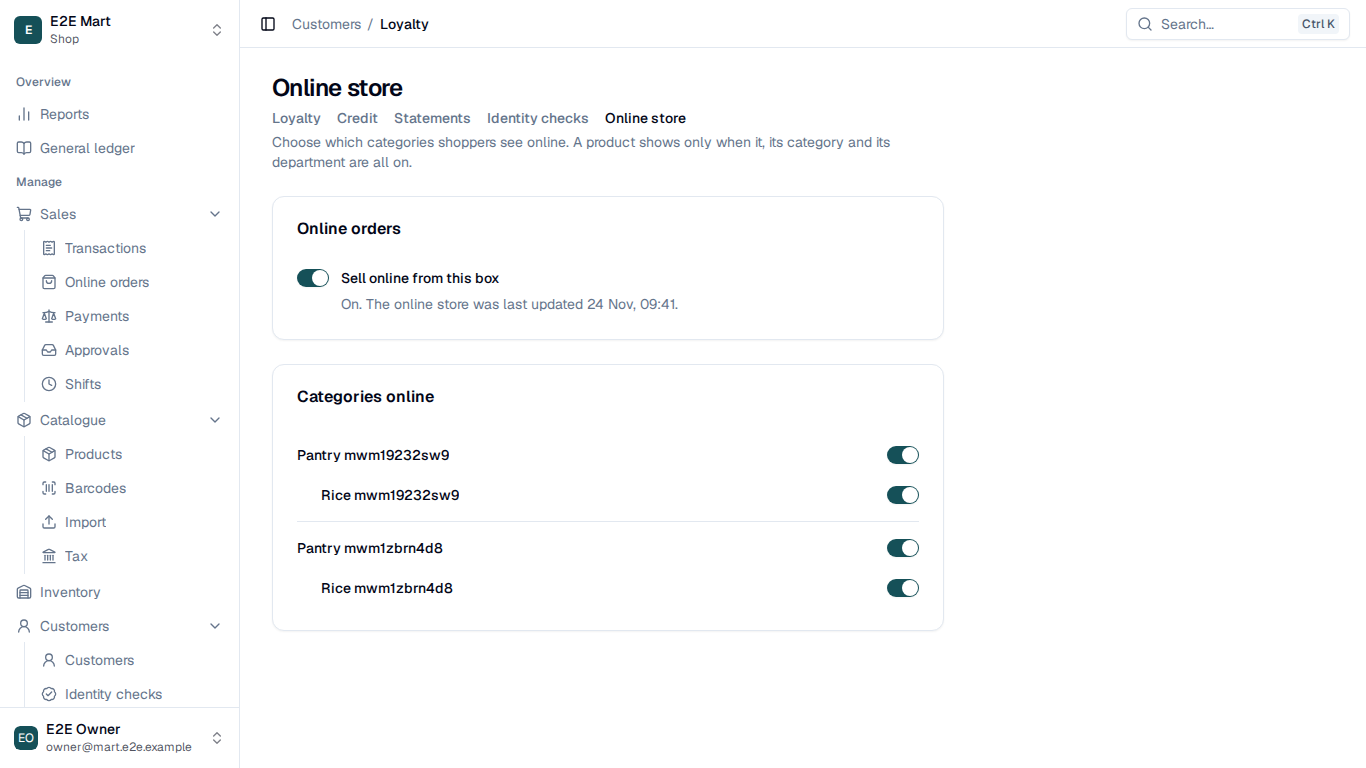 E
E2E Mart
Shop
Overview
Reports
General ledger
Manage
Sales
Transactions
Online orders
Payments
Approvals
Shifts
Catalogue
Products
Barcodes
Import
Tax
Inventory
Customers
Customers
Identity checks
EO
E2E Owner
owner@mart.e2e.example
Customers / Loyalty
Search...
Ctrl K
Online store
Loyalty Credit Statements Identity checks Online store
Choose which categories shoppers see online. A product shows only when it, its category and its
department are all on.
Online orders
Sell online from this box
On. The online store was last updated 24 Nov, 09:41.
Categories online
Pantry mwm19232sw9
Rice mwm19232sw9
Pantry mwm1zbrn4d8
Rice mwm1zbrn4d8